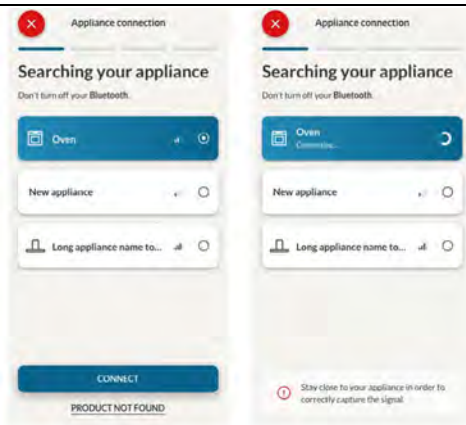 Appliance connection
Searching your appliance
Don't turn off your Bluetooth.
Oven
New appliance
Long appliance name to...
CONNECT
PRODUCT NOT FOUND
Appliance connection
Searching your appliance
Don't turn off your Bluetooth.
Oven
Connecting...
New appliance
Long appliance name to...
Stay close to your appliance in order to
correctly capture the signal.